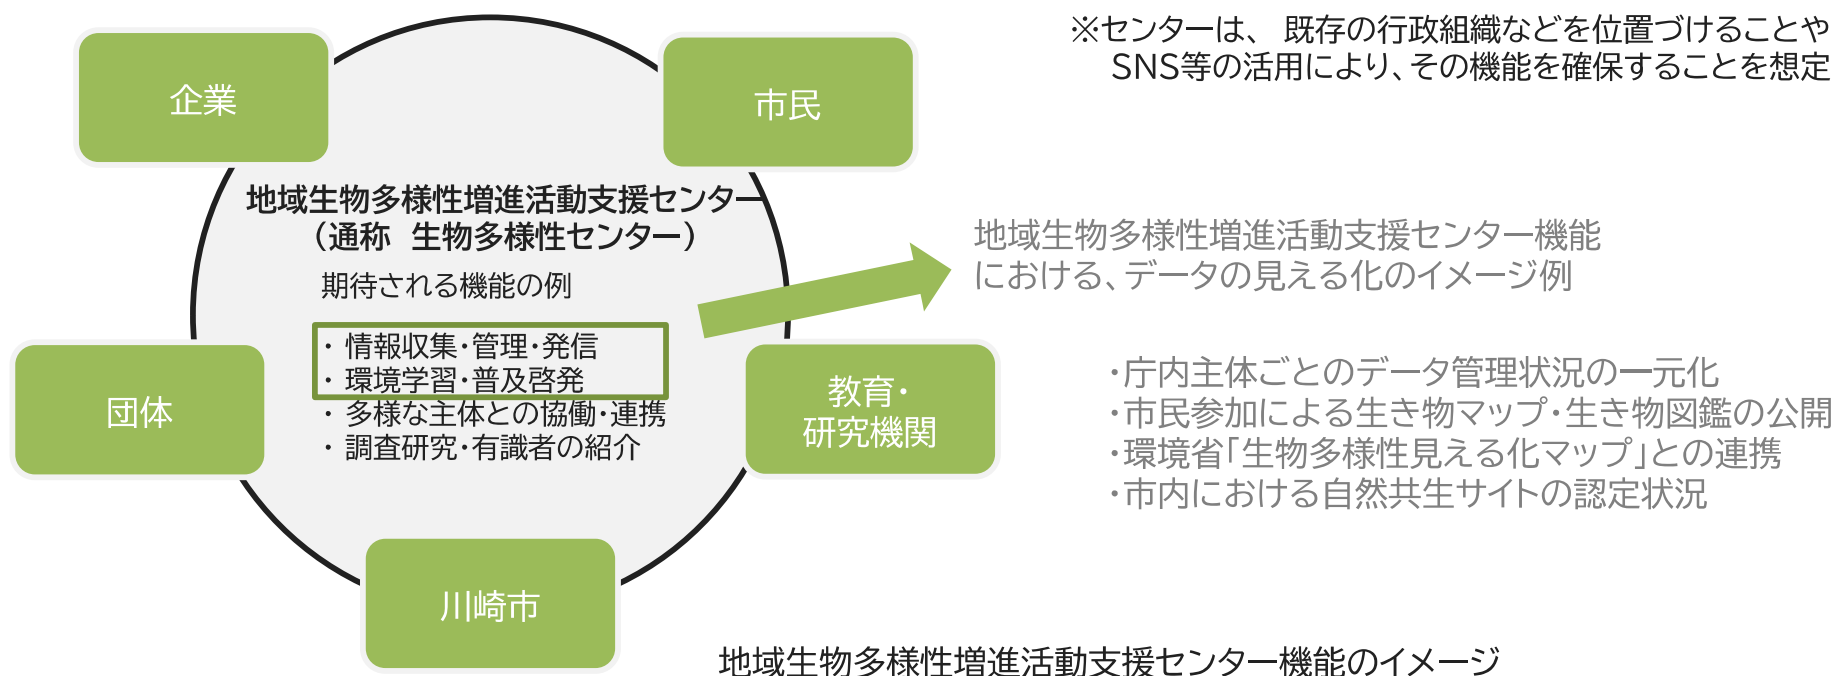 ※センターは、 既存の行政組織などを位置づけることや
SNS等の活用により、その機能を確保することを想定
企業
市民
地域生物多様性増進活動支援センター
（通称 生物多様性センター）
期待される機能の例
・ 情報収集・管理・発信
・ 環境学習・普及啓発
・ 多様な主体との協働・連携
・ 調査研究・有識者の紹介
団体
教育・
研究機関
川崎市
地域生物多様性増進活動支援センター機能
における、データの見える化のイメージ例
・庁内主体ごとのデータ管理状況の一元化
・市民参加による生き物マップ・生き物図鑑の公開
・環境省「生物多様性見える化マップ」との連携
・市内における自然共生サイトの認定状況
地域生物多様性増進活動支援センター機能のイメージ